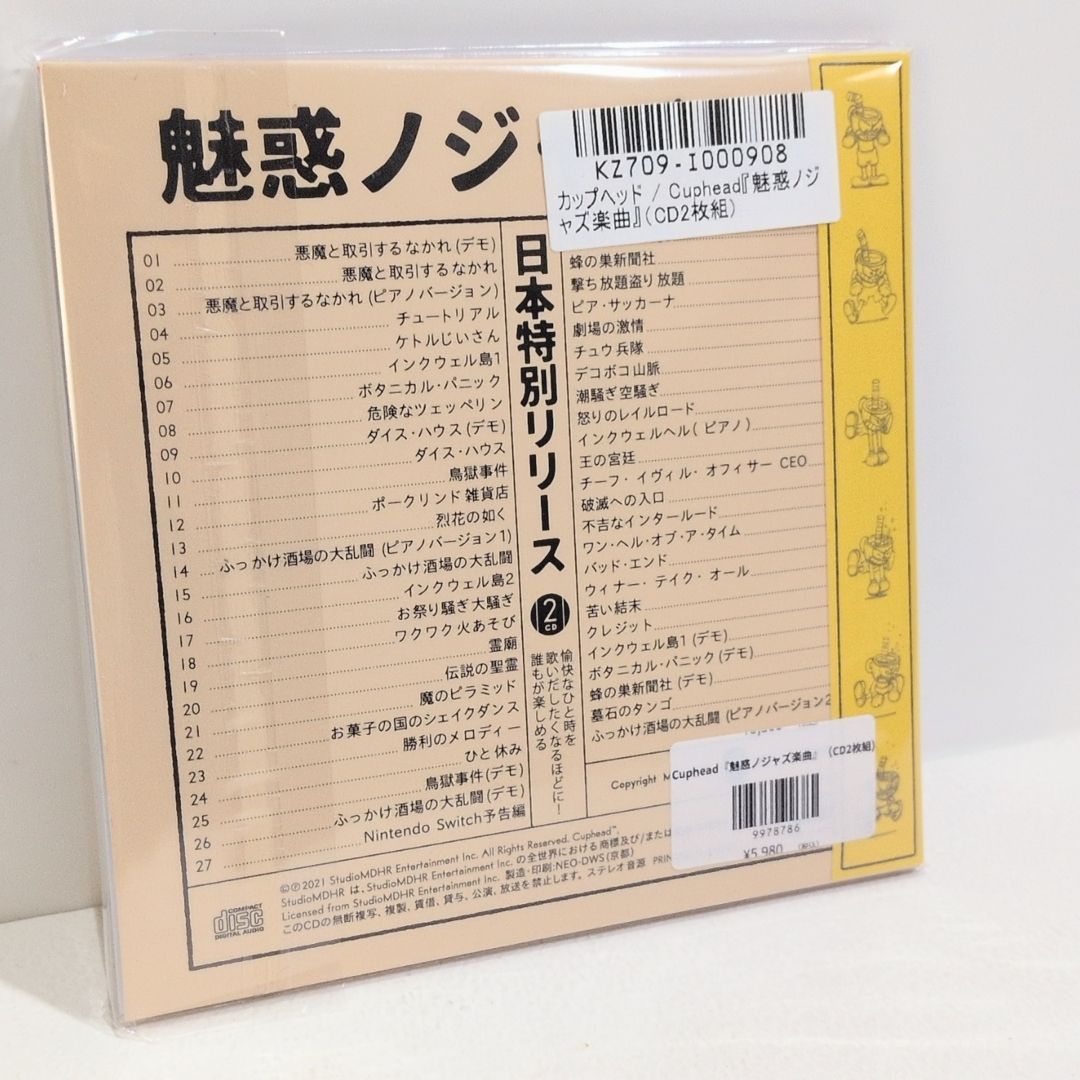 魅惑ノジ
KZ709-I000908
カップヘッド / Cuphead『魅惑ノジ
ャズ楽曲』(CD2枚組)
01 悪魔と取引するなかれ(デモ)
02 悪魔と取引するなかれ
03 悪魔と取引するなかれ(ピアノバージョン)
04 チュートリアル
05 ケトルじいさん
06 インクウェル島1
07 ボタニカル・パニック
08 危険なツェッペリン
09 ダイス・ハウス(デモ)
10 ダイス・ハウス
11 鳥獄事件
12 ポークリンド雑貨店
13 烈花の如く
14 ふっかけ酒場の大乱闘 (ピアノバージョン1)
15 ふっかけ酒場の大乱闘
16 インクウェル島2
17 お祭り騒ぎ大騒ぎ
18 ワクワク火あそび
19 霊廟
20 伝説の聖霊
21 魔のピラミッド
22 お菓子の国のシェイクダンス
23 勝利のメロディー
24 ひと休み
25 鳥獄事件(デモ)
26 ふっかけ酒場の大乱闘(デモ)
27 Nintendo Switch予告編
日本特別リリース
2
CD
愉快なひと時を
歌いだしたくなるほどに!
誰もが楽しめる
蜂の巣新聞社
撃ち放題盗り放題
ピア・サッカーナ
劇場の激情
チュウ兵隊
デコボコ山脈
潮騒ぎ空騒ぎ
怒りのレイルロード
インクウェルヘル( ピアノ)
王の宮廷
チーフ・イヴィル・オフィサー CEO
破滅への入口
不吉なインタールード
ワン・ヘル・オブ・ア・タイム
バッド・エンド
ウィナー テイク オール
苦い結末
クレジット
インクウェル島1 (デモ)
ボタニカル・パニック(デモ)
蜂の巣新聞社 (デモ)
墓石のタンゴ
ふっかけ酒場の大乱闘 (ピアノバージョン2
Copyright M
Cuphead『魅惑ノジャズ楽曲』 (CD2枚組)
9978786
¥5,980
©℗2021 StudioMDHR Entertainment Inc. All Rights Reserved. Cuphead™,
StudioMDHR は、StudioMDHR Entertainment Inc. の全世界における商標及び/または
Licensed from StudioMDHR Entertainment Inc. 製造・印刷:NEO-DWS(京都)
このCDの無断複写、複製、賃借、貸与、公演、放送を禁止します。ステレオ音源
COMPACT
disc
DIGITAL AUDIO